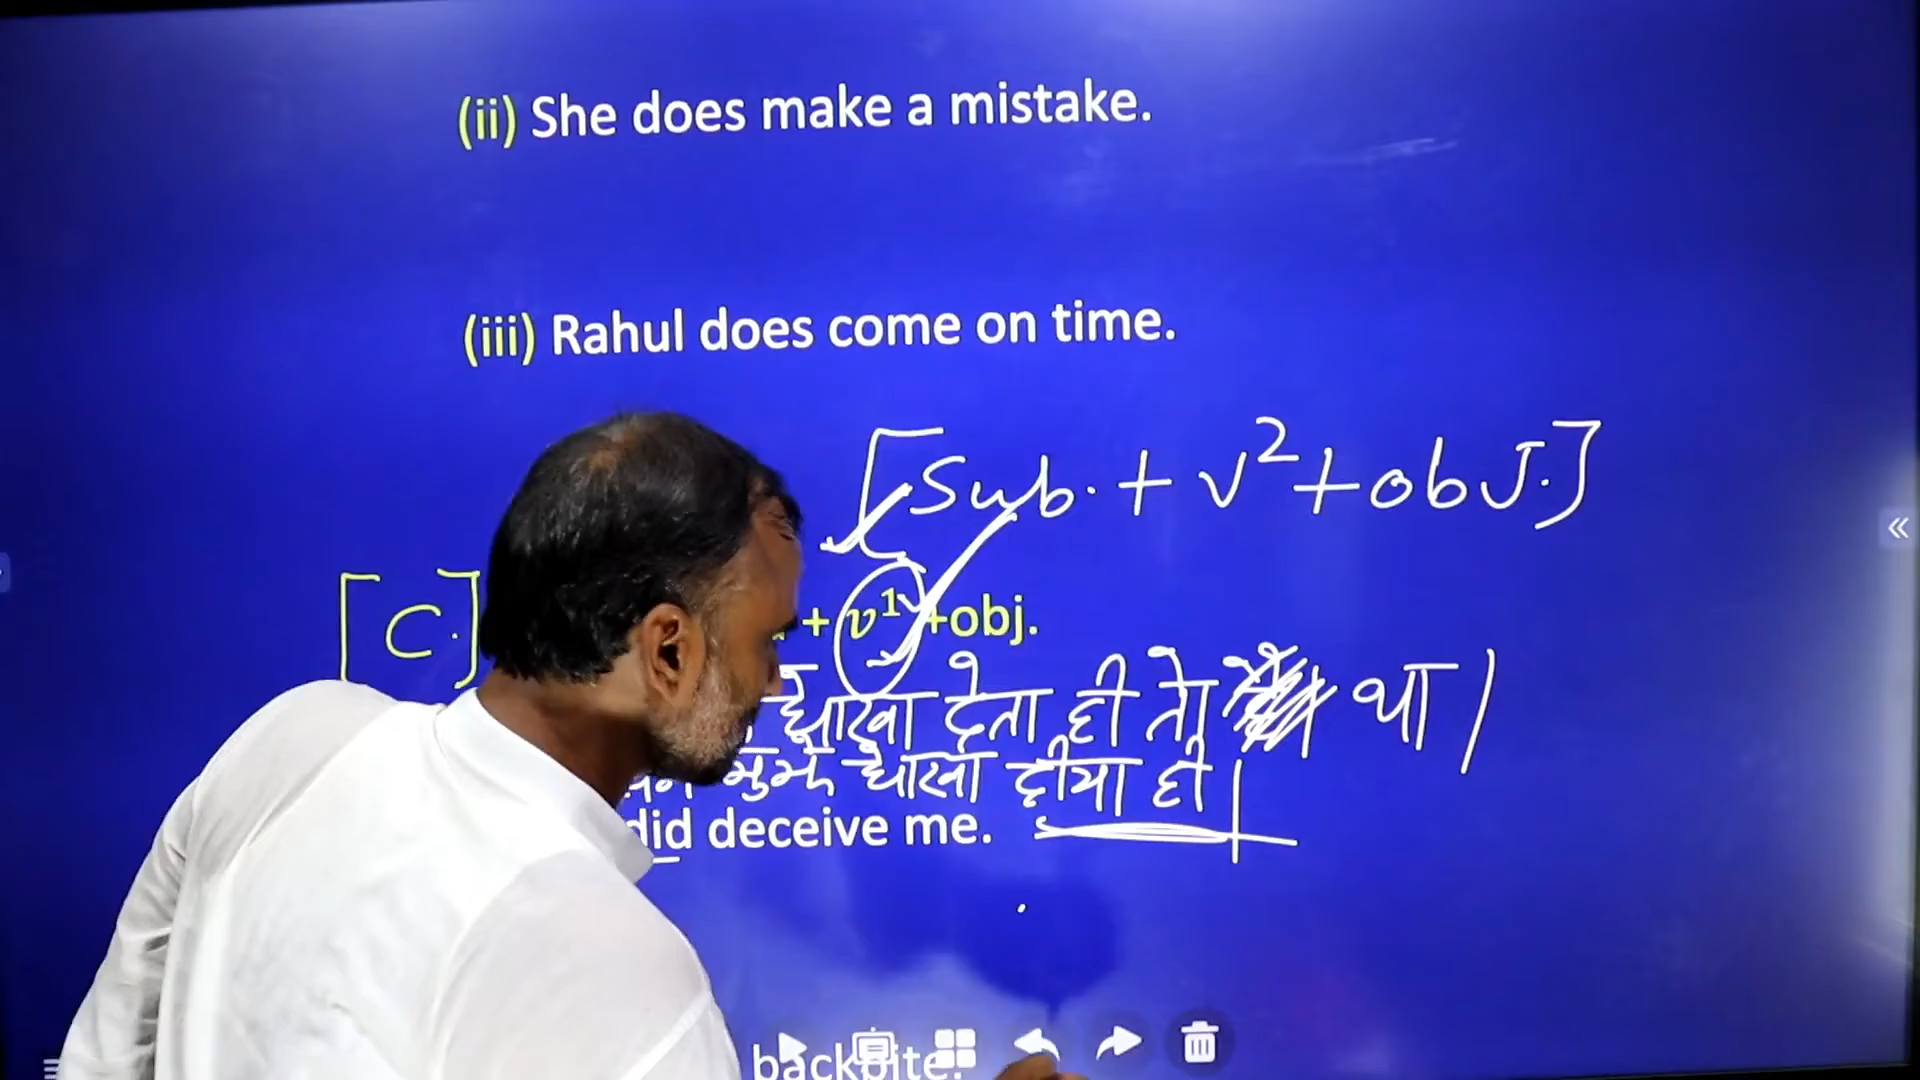 (ii) She does make a mistake.
(iii) Rahul does come on time.
[Sub. + v²+obJ.]
[C.] + v¹ +obj.
धोखा देता ही तो था।
मुझे धोखा दीया ही।
did deceive me.
backbite.